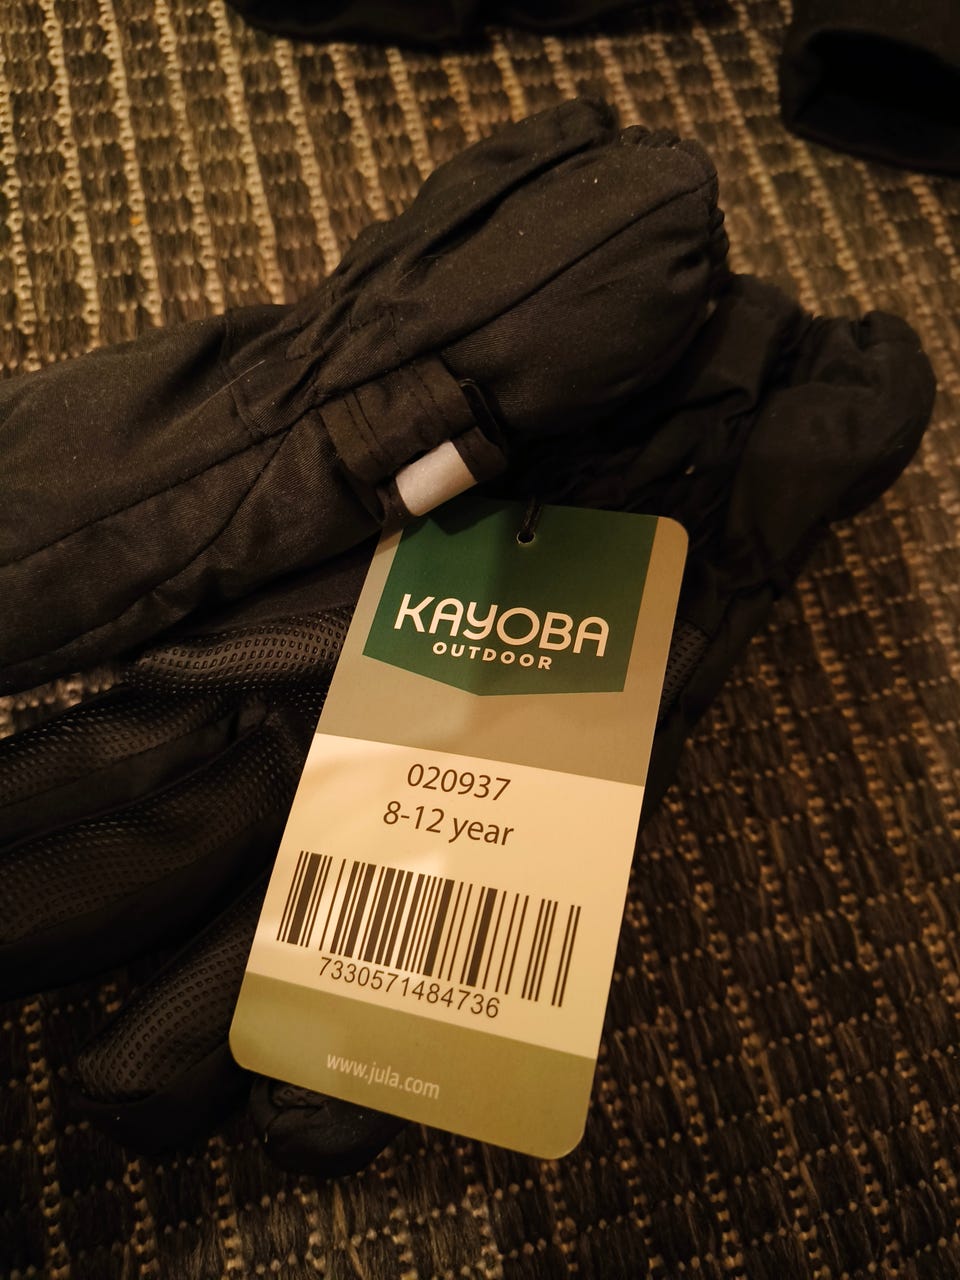 KAYOBA
OUTDOOR
020937
8-12 year
7330571484736
www.jula.com